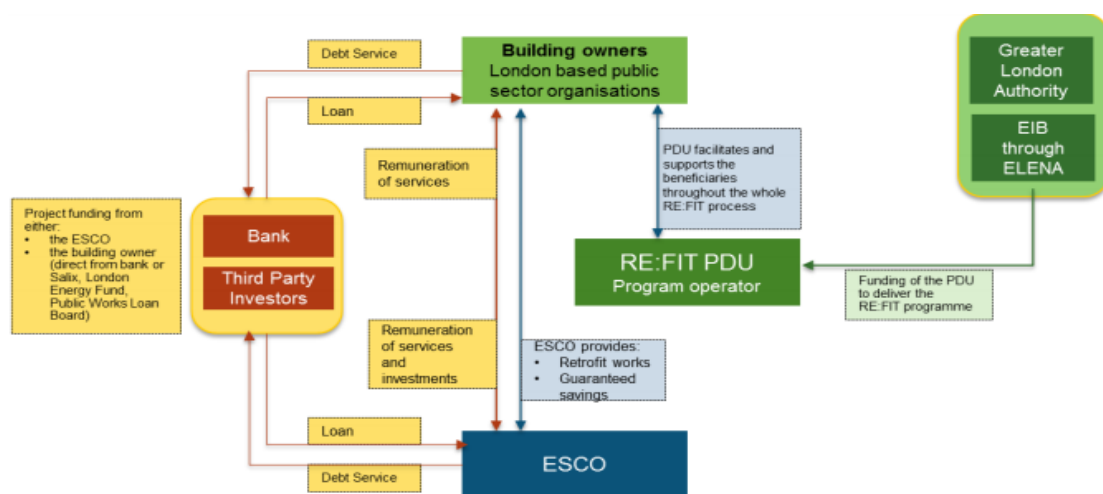 Debt Service
Building owners
London based public
sector organisations
Greater
London
Authority
EIB
through
ELENA
Loan
Remuneration
of services
PDU facilitates and
supports the
beneficiaries
throughout the whole
RE:FIT process
Project funding from
either:
• the ESCO
• the building owner
(direct from bank or
Salix, London
Energy Fund,
Public Works Loan
Board)
Bank
Third Party
Investors
RE:FIT PDU
Program operator
Funding of the PDU
to deliver the
RE:FIT programme
Remuneration
of services
and
investments
ESCO provides:
• Retrofit works
• Guaranteed
savings
Loan
ESCO
Debt Service